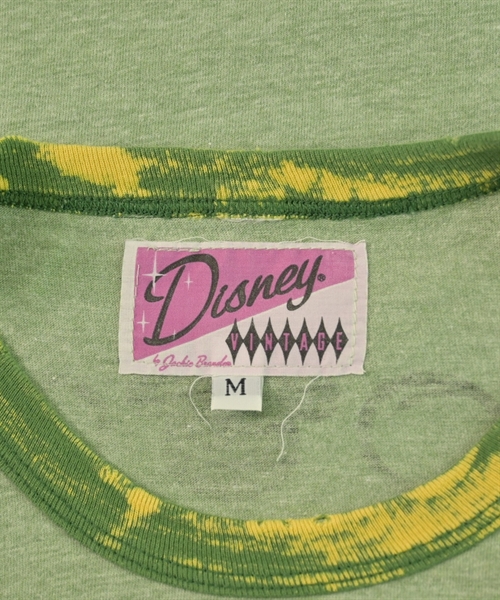 Disney.
VINTAGE
by Jackie Brander
M